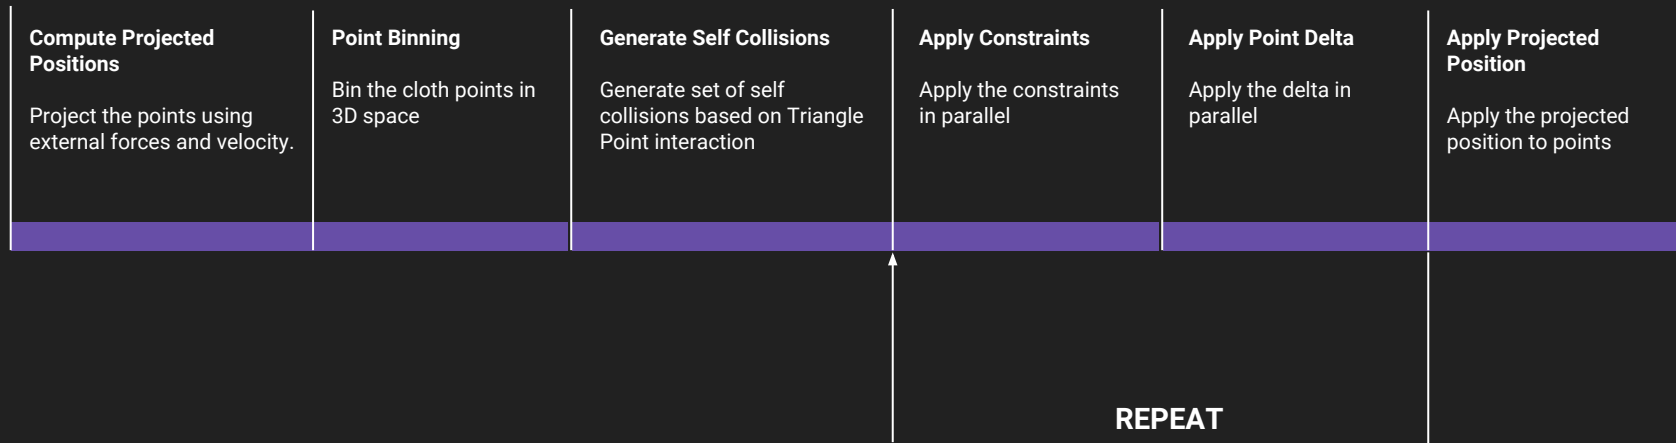 Compute Projected
Positions
Project the points using
external forces and velocity.
Point Binning
Bin the cloth points in
3D space
Generate Self Collisions
Generate set of self
collisions based on Triangle
Point interaction
Apply Constraints
Apply the constraints
in parallel
Apply Point Delta
Apply the delta in
parallel
Apply Projected
Position
Apply the projected
position to points
REPEAT